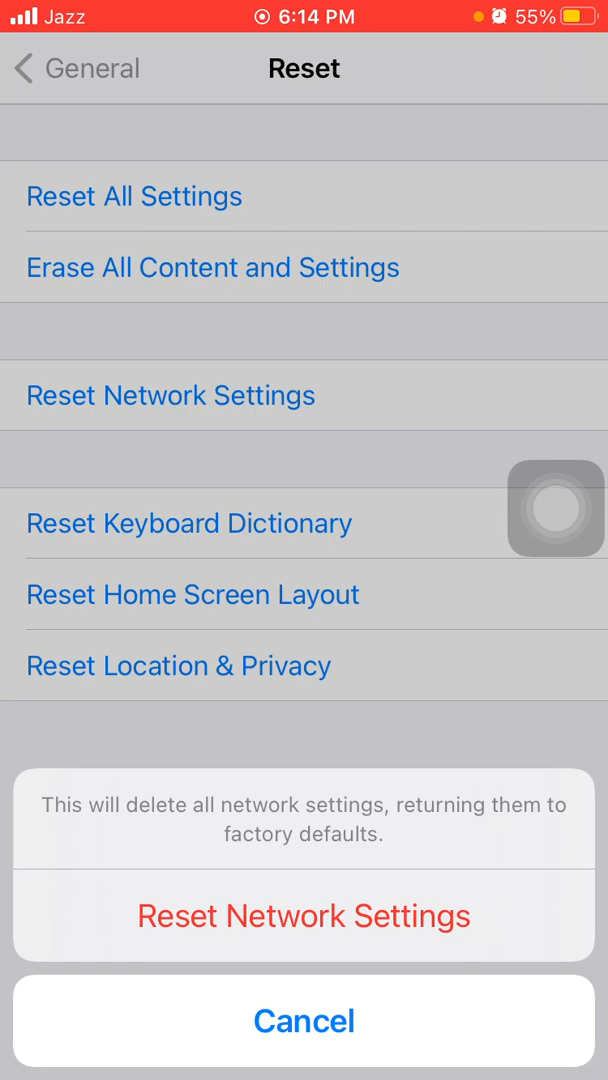 Jazz 6:14 PM 55%
General Reset
Reset All Settings
Erase All Content and Settings
Reset Network Settings
Reset Keyboard Dictionary
Reset Home Screen Layout
Reset Location & Privacy
This will delete all network settings, returning them to
factory defaults.
Reset Network Settings
Cancel